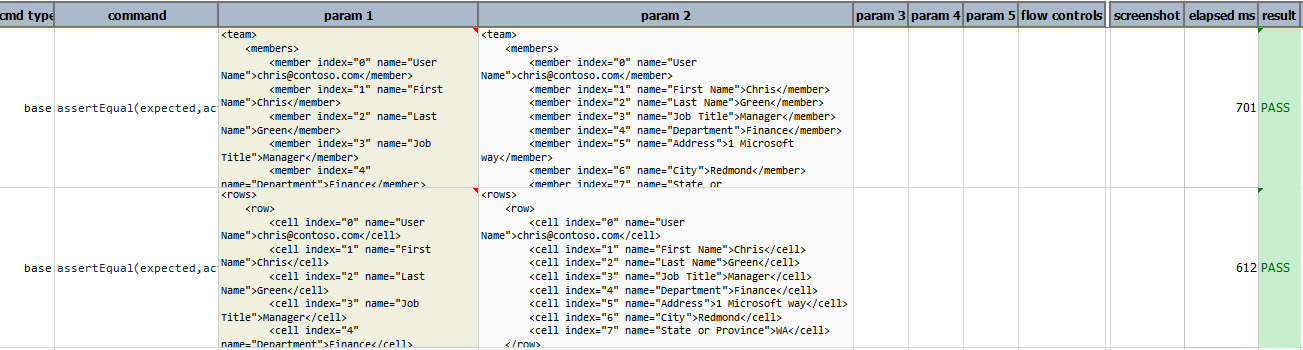 cmd type command param 1 param 2 param 3 param 4 param 5 flow controls screenshot elapsed ms result
base assertEqual(expected,ac
<team>
<members>
<member index="0" name="User
Name">chris@contoso.com</member>
<member index="1" name="First
Name">Chris</member>
<member index="2" name="Last
Name">Green</member>
<member index="3" name="Job
Title">Manager</member>
<member index="4"
name="Department">Finance</member>
<team>
<members>
<member index="0" name="User
Name">chris@contoso.com</member>
<member index="1" name="First Name">Chris</member>
<member index="2" name="Last Name">Green</member>
<member index="3" name="Job Title">Manager</member>
<member index="4" name="Department">Finance</member>
<member index="5" name="Address">1 Microsoft
way</member>
<member index="6" name="City">Redmond</member>
<member index="7" name="State or
701 PASS
base assertEqual(expected,ac
<rows>
<row>
<cell index="0" name="User
Name">chris@contoso.com</cell>
<cell index="1" name="First
Name">Chris</cell>
<cell index="2" name="Last
Name">Green</cell>
<cell index="3" name="Job
Title">Manager</cell>
<cell index="4"
name="Department">Finance</cell>
<rows>
<row>
<cell index="0" name="User
Name">chris@contoso.com</cell>
<cell index="1" name="First Name">Chris</cell>
<cell index="2" name="Last Name">Green</cell>
<cell index="3" name="Job Title">Manager</cell>
<cell index="4" name="Department">Finance</cell>
<cell index="5" name="Address">1 Microsoft way</cell>
<cell index="6" name="City">Redmond</cell>
<cell index="7" name="State or Province">WA</cell>
</row>
612 PASS